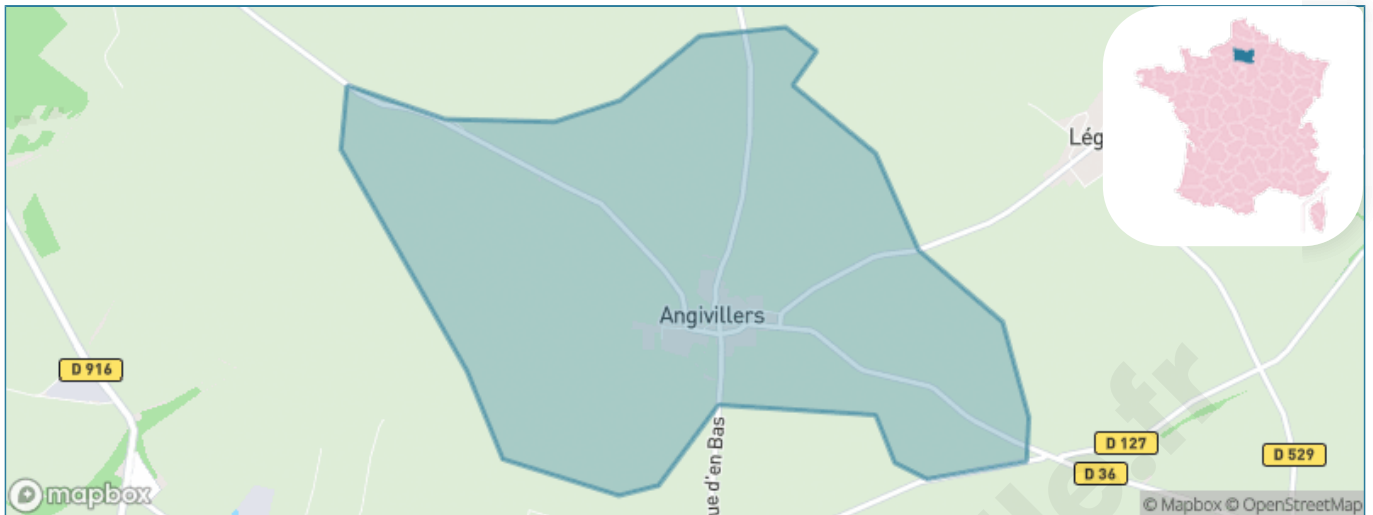 Lég
Angivillers
D 916
ue d'en Bas
D 127
D 529
D 36
mapbox
© Mapbox © OpenStreetMap